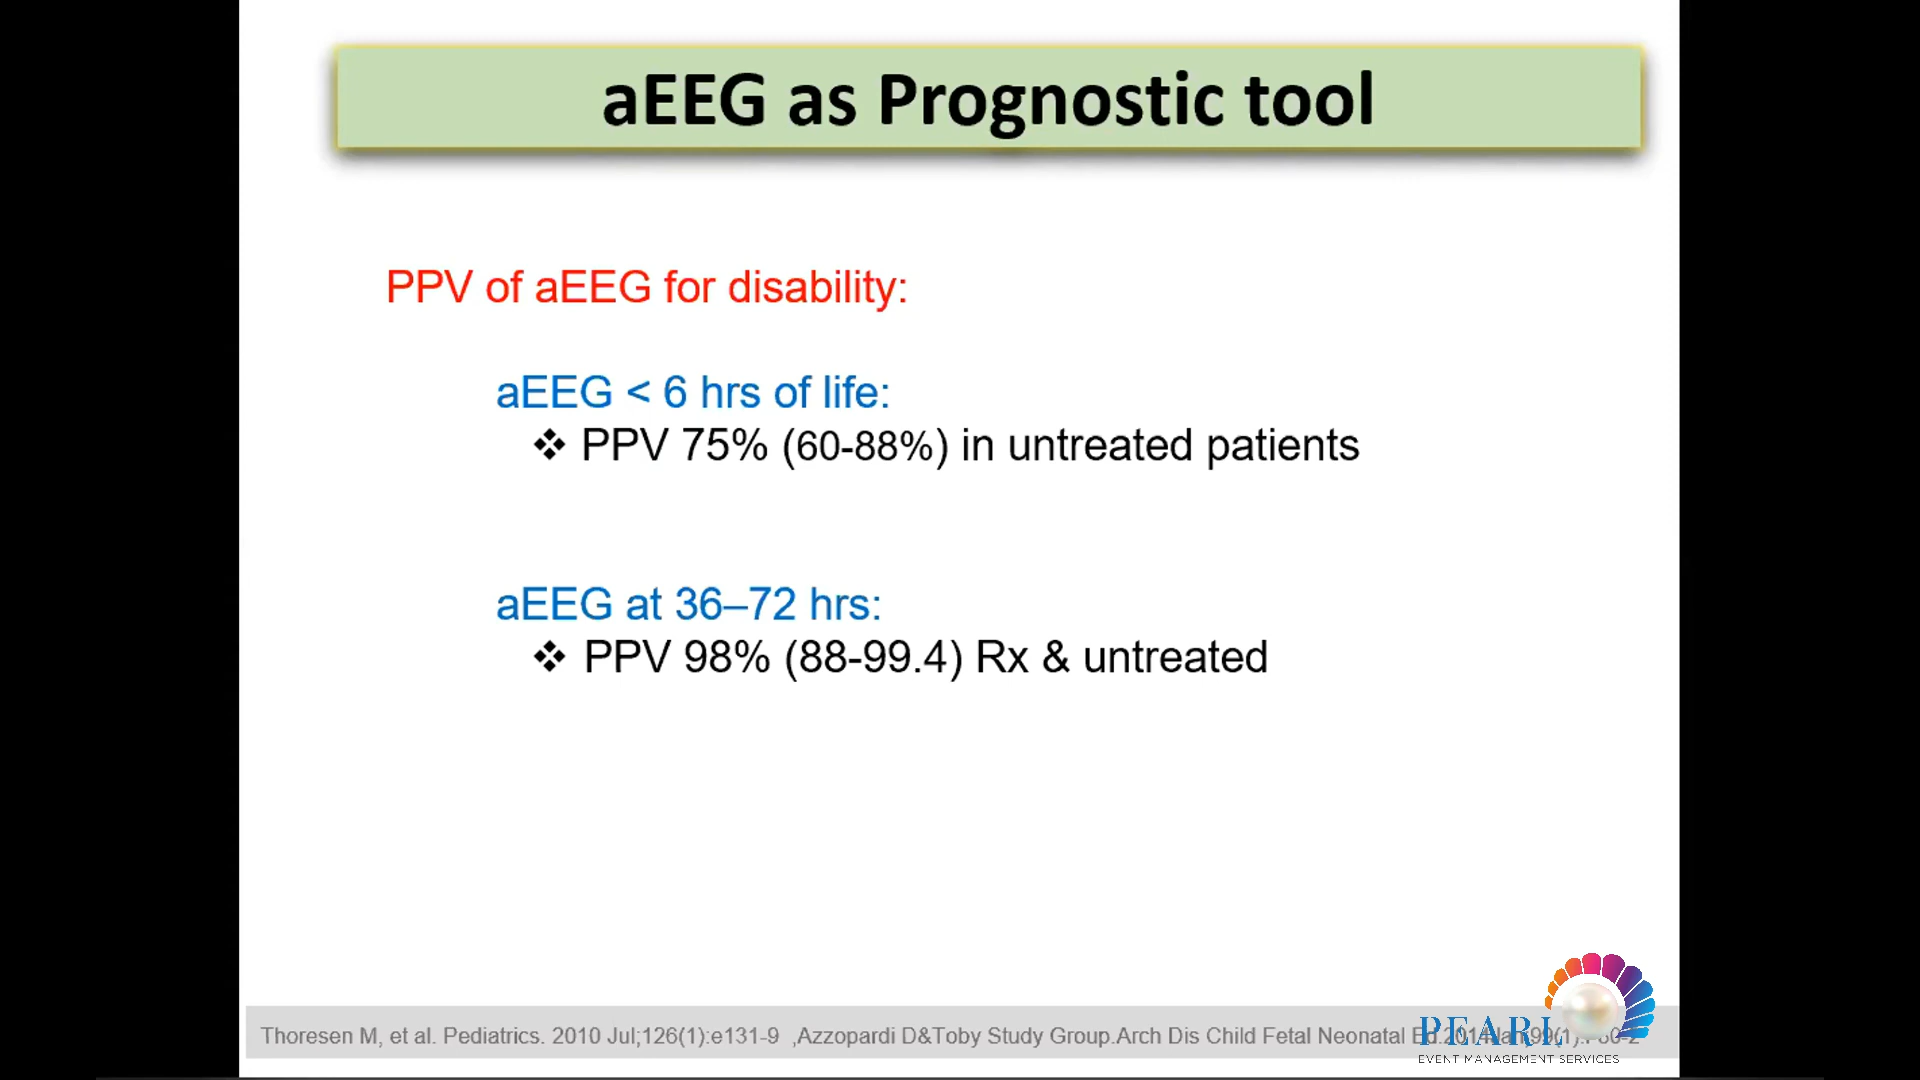 aEEG as Prognostic tool
PPV of aEEG for disability:
aEEG < 6 hrs of life:
❖ PPV 75% (60-88%) in untreated patients
aEEG at 36–72 hrs:
❖ PPV 98% (88-99.4) Rx & untreated
Thoresen M, et al. Pediatrics. 2010 Jul;126(1):e131-9 ,Azzopardi D&Toby Study Group.Arch Dis Child Fetal Neonatal Ed.2014
PEARL
EVENT MANAGEMENT SERVICES